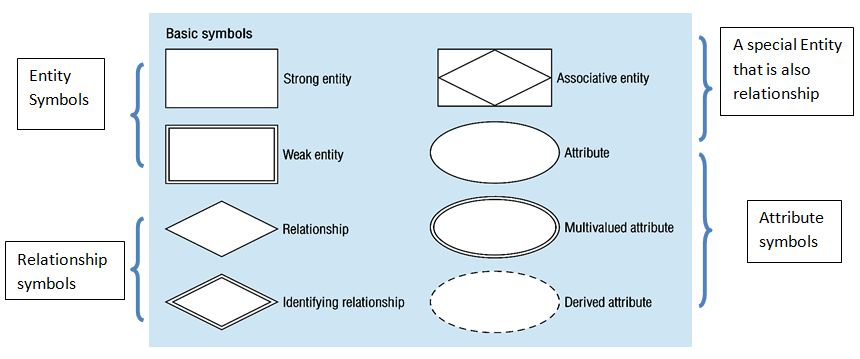 Entity
Symbols
Relationship
symbols
Basic symbols
Strong entity
Weak entity
Relationship
Identifying relationship
Associative entity
Attribute
Multivalued attribute
Derived attribute
A special Entity
that is also
relationship
Attribute
symbols